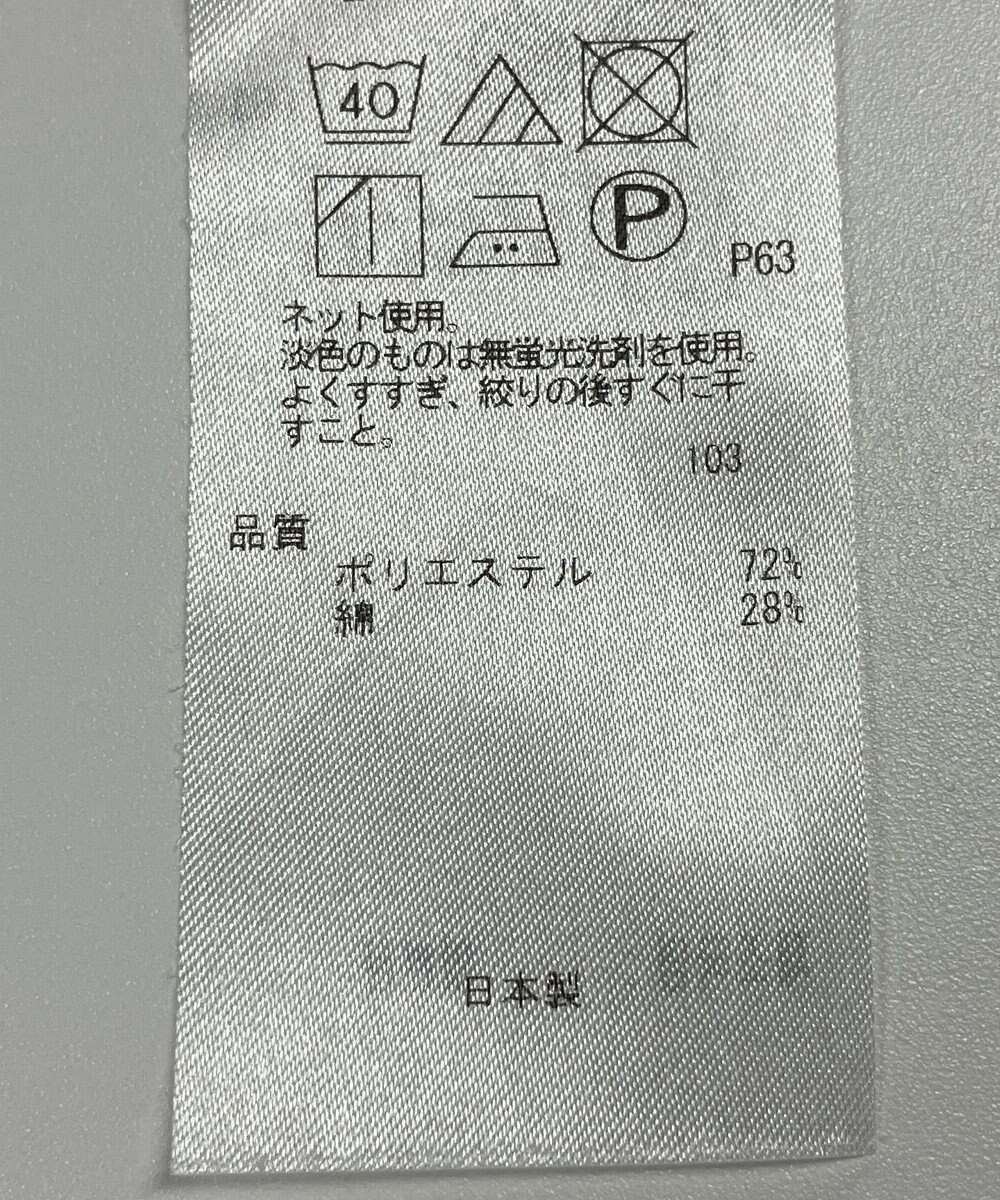 40
P
P63
ネット使用。
淡色のものは無蛍光洗剤を使用。
よくすすぎ、絞りの後すぐに干
すこと。
103
品質
ポリエステル 72%
綿 28%
日本製